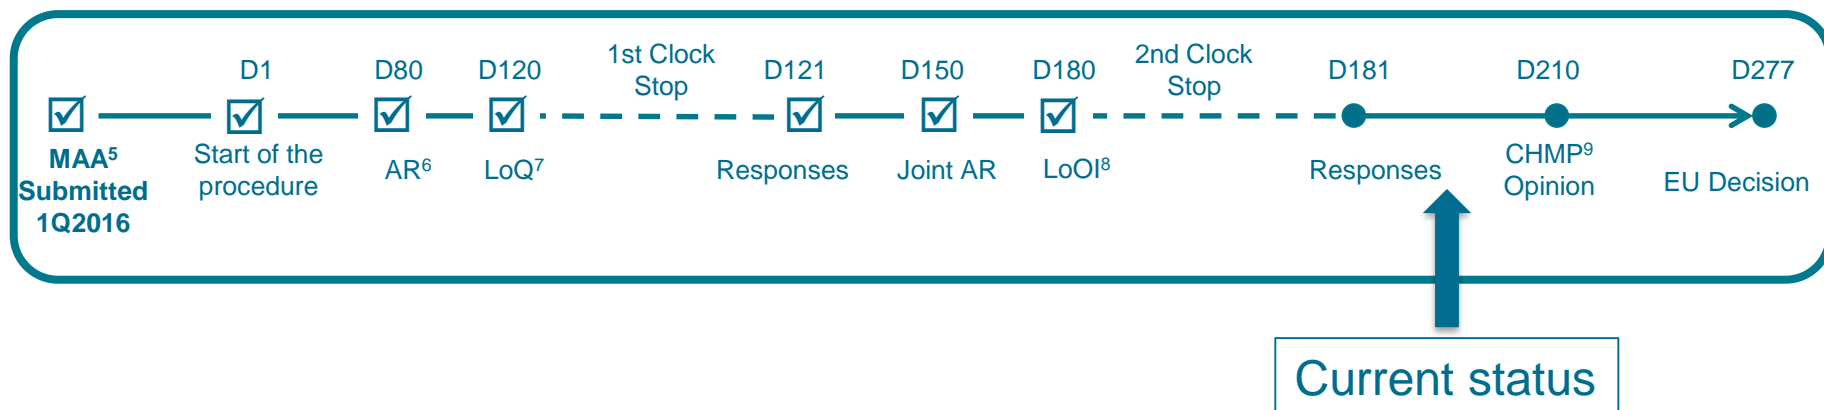 D1
D80
D120
1st Clock
Stop
D121
D150
D180
2nd Clock
Stop
D181
D210
D277
MAA⁵
Submitted
1Q2016
Start of the
procedure
AR⁶
LoQ⁷
Responses
Joint AR
LoOI⁸
Responses
CHMP⁹
Opinion
EU Decision
Current status